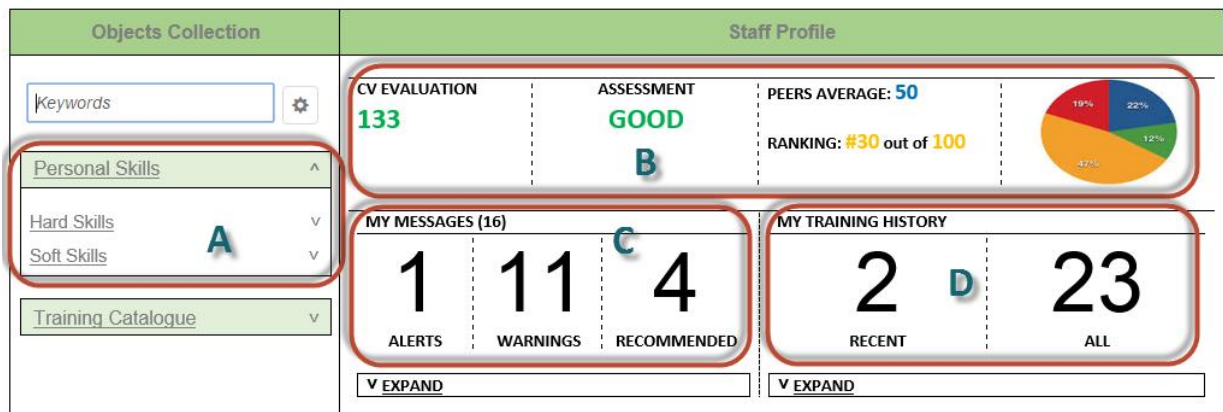 Objects Collection
Staff Profile
Keywords
Personal Skills ^
Hard Skills v
Soft Skills v
A
Training Catalogue v
CV EVALUATION
133
ASSESSMENT
GOOD
B
PEERS AVERAGE: 50
RANKING: #30 out of 100
19%
22%
12%
47%
MY MESSAGES (16)
C
1
ALERTS
11
WARNINGS
4
RECOMMENDED
v EXPAND
MY TRAINING HISTORY
2
RECENT
D
23
ALL
v EXPAND